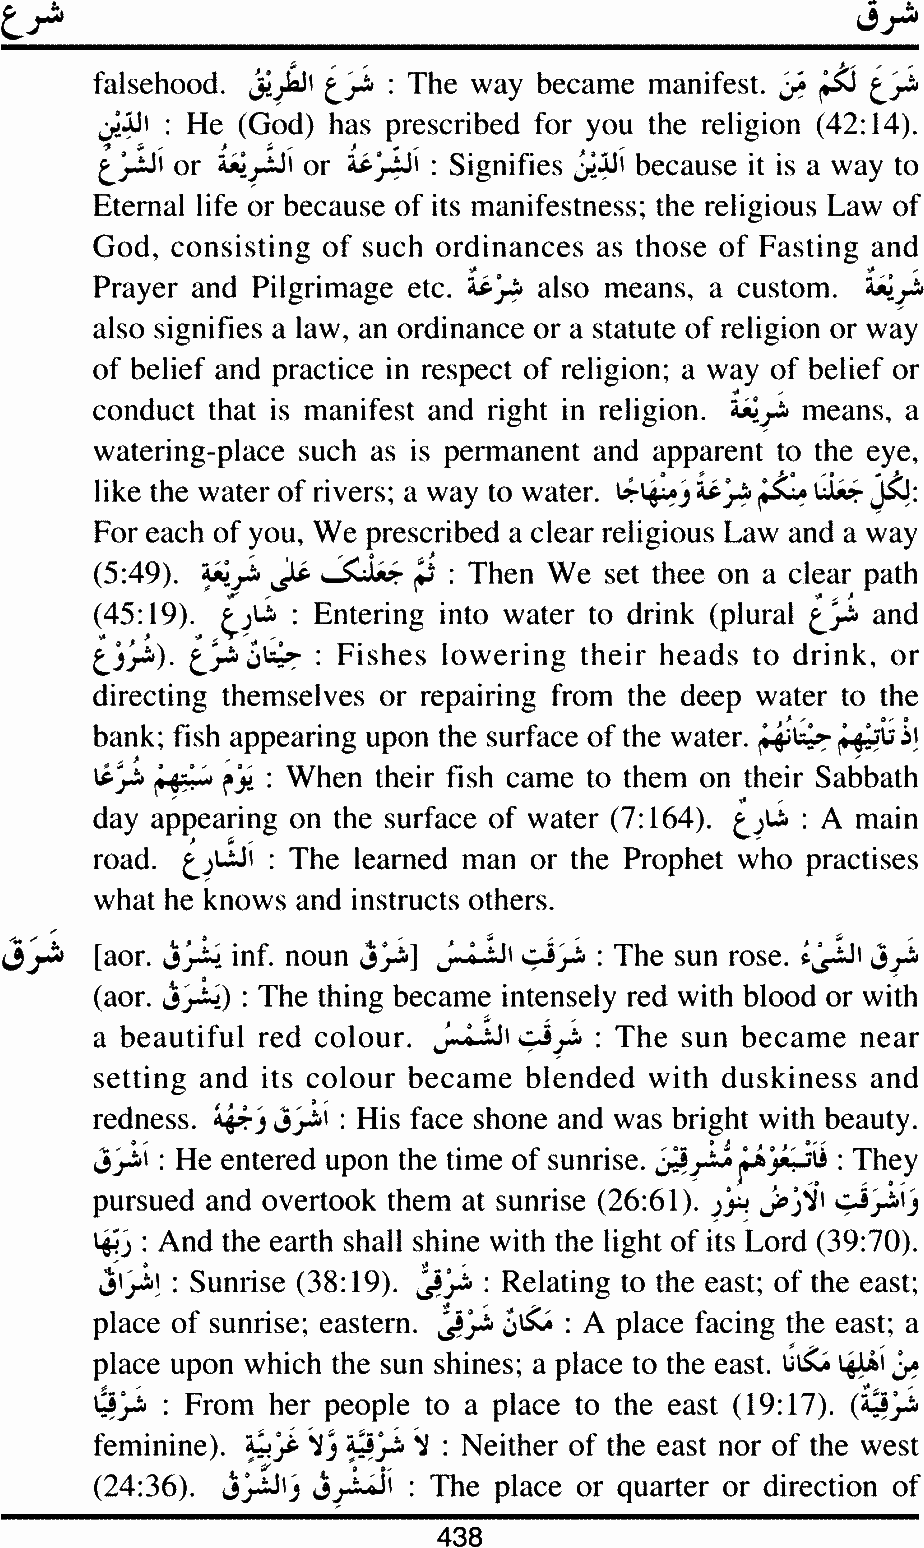 شرع شرق
falsehood. شَرَعَ الطَّرِيْقُ : The way became manifest. شَرَعَ لَكُمْ مِّنَ
الدِّيْنِ : He (God) has prescribed for you the religion (42:14).
اَلشَّرْعُ or اَلشَّرِيْعَةُ or اَلشِّرْعَةُ : Signifies اَلدِّيْنُ because it is a way to
Eternal life or because of its manifestness; the religious Law of
God, consisting of such ordinances as those of Fasting and
Prayer and Pilgrimage etc. شِرْعَةٌ also means, a custom. شَرِيْعَةٌ
also signifies a law, an ordinance or a statute of religion or way
of belief and practice in respect of religion; a way of belief or
conduct that is manifest and right in religion. شَرِيْعَةٌ means, a
watering-place such as is permanent and apparent to the eye,
like the water of rivers; a way to water. لِكُلٍّ جَعَلْنَا مِنْكُمْ شِرْعَةً وَمِنْهَاجًا:
For each of you, We prescribed a clear religious Law and a way
(5:49). ثُمَّ جَعَلْنٰكَ عَلٰى شَرِيْعَةٍ : Then We set thee on a clear path
(45:19). شَارِعٌ : Entering into water to drink (plural شُرَّعٌ and
شُرُوْعٌ). حِيْتَانٌ شُرَّعٌ : Fishes lowering their heads to drink, or
directing themselves or repairing from the deep water to the
bank; fish appearing upon the surface of the water. اِذْ تَاْتِيْهِمْ حِيْتَانُهُمْ
يَوْمَ سَبْتِهِمْ شُرَّعًا : When their fish came to them on their Sabbath
day appearing on the surface of water (7:164). شَارِعٌ : A main
road. اَلشَّارِعُ : The learned man or the Prophet who practises
what he knows and instructs others.
شَرَقَ [aor. يَشْرُقُ inf. noun شَرْقٌ] شَرَقَتِ الشَّمْسُ : The sun rose. شَرِقَ الشَّىْءُ
(aor. يَشْرَقُ) : The thing became intensely red with blood or with
a beautiful red colour. شَرِقَتِ الشَّمْسُ : The sun became near
setting and its colour became blended with duskiness and
redness. اَشْرَقَ وَجْهُهُ : His face shone and was bright with beauty.
اَشْرَقَ : He entered upon the time of sunrise. فَاَتْبَعُوْهُمْ مُّشْرِقِيْنَ : They
pursued and overtook them at sunrise (26:61). وَاَشْرَقَتِ الْاَرْضُ بِنُوْرِ
رَبِّهَا : And the earth shall shine with the light of its Lord (39:70).
اِشْرَاقٌ : Sunrise (38:19). شَرْقِىٌّ : Relating to the east; of the east;
place of sunrise; eastern. مَكَانٌ شَرْقِىٌّ : A place facing the east; a
place upon which the sun shines; a place to the east. مِنْ اَهْلِهَا مَكَانًا
شَرْقِيًّا : From her people to a place to the east (19:17). (شَرْقِيَّةٌ
feminine). لَا شَرْقِيَّةٍ وَّلَا غَرْبِيَّةٍ : Neither of the east nor of the west
(24:36). اَلْمَشْرِقُ وَالشَّرْقُ : The place or quarter or direction of
438